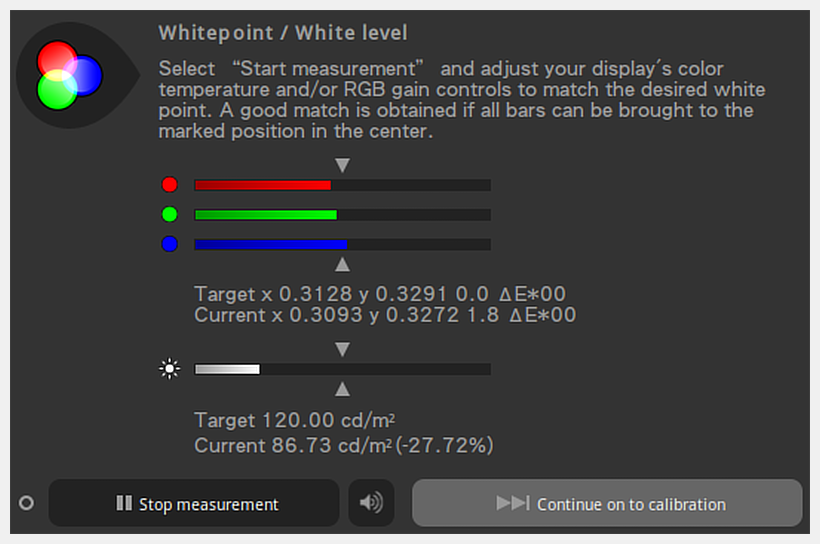 Whitepoint / White level
Select “Start measurement” and adjust your display's color
temperature and/or RGB gain controls to match the desired white
point. A good match is obtained if all bars can be brought to the
marked position in the center.
Target x 0.3128 y 0.3291 0.0 ΔE*00
Current x 0.3093 y 0.3272 1.8 ΔE*00
Target 120.00 cd/m²
Current 86.73 cd/m² (-27.72%)
Stop measurement
Continue on to calibration